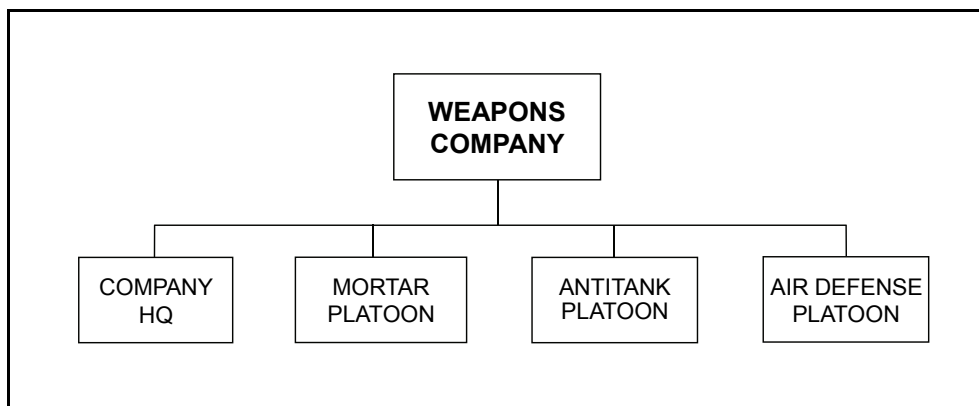 WEAPONS
COMPANY
COMPANY
HQ
MORTAR
PLATOON
ANTITANK
PLATOON
AIR DEFENSE
PLATOON